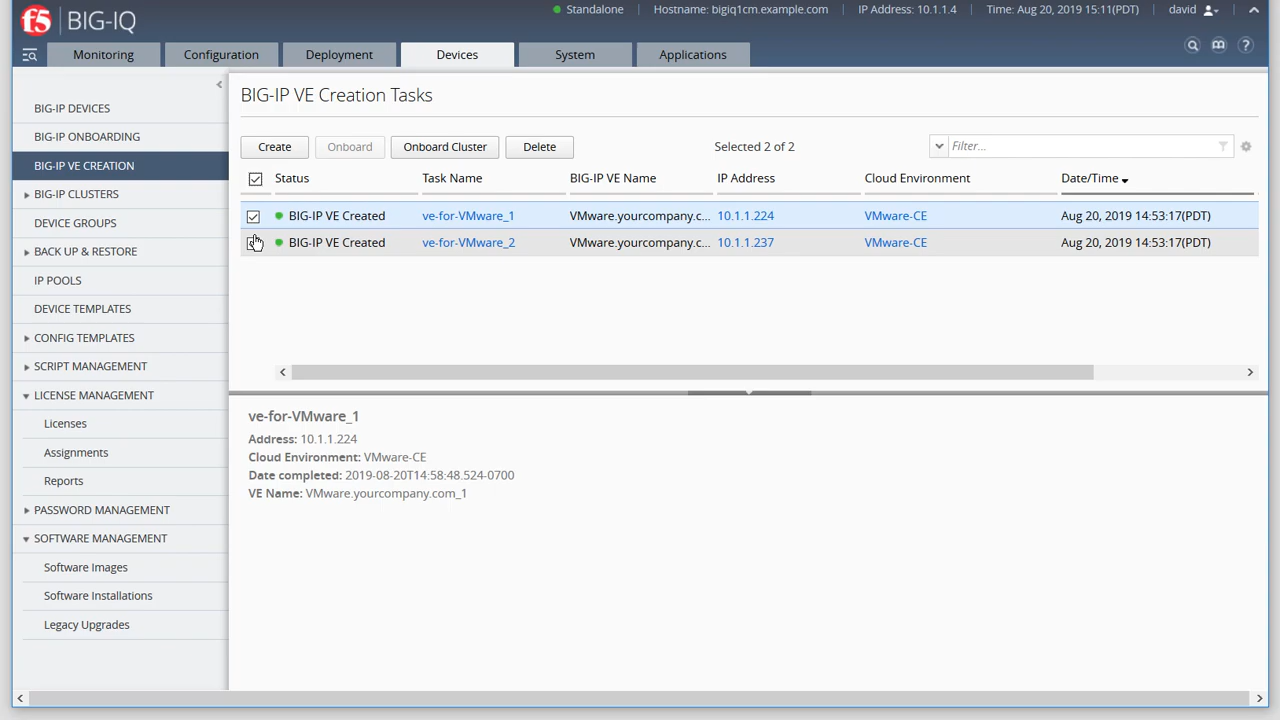 f5 BIG-IQ
Standalone Hostname: bigiq1cm.example.com IP Address: 10.1.1.4 Time: Aug 20, 2019 15:11(PDT) david
Monitoring Configuration Deployment Devices System Applications
BIG-IP DEVICES
BIG-IP ONBOARDING
BIG-IP VE CREATION
BIG-IP CLUSTERS
DEVICE GROUPS
BACK UP & RESTORE
IP POOLS
DEVICE TEMPLATES
CONFIG TEMPLATES
SCRIPT MANAGEMENT
LICENSE MANAGEMENT
Licenses
Assignments
Reports
PASSWORD MANAGEMENT
SOFTWARE MANAGEMENT
Software Images
Software Installations
Legacy Upgrades
BIG-IP VE Creation Tasks
Create Onboard Onboard Cluster Delete Selected 2 of 2 Filter...
Status Task Name BIG-IP VE Name IP Address Cloud Environment Date/Time
BIG-IP VE Created ve-for-VMware_1 VMware.yourcompany.c... 10.1.1.224 VMware-CE Aug 20, 2019 14:53:17(PDT)
BIG-IP VE Created ve-for-VMware_2 VMware.yourcompany.c... 10.1.1.237 VMware-CE Aug 20, 2019 14:53:17(PDT)
ve-for-VMware_1
Address: 10.1.1.224
Cloud Environment: VMware-CE
Date completed: 2019-08-20T14:58:48.524-0700
VE Name: VMware.yourcompany.com_1